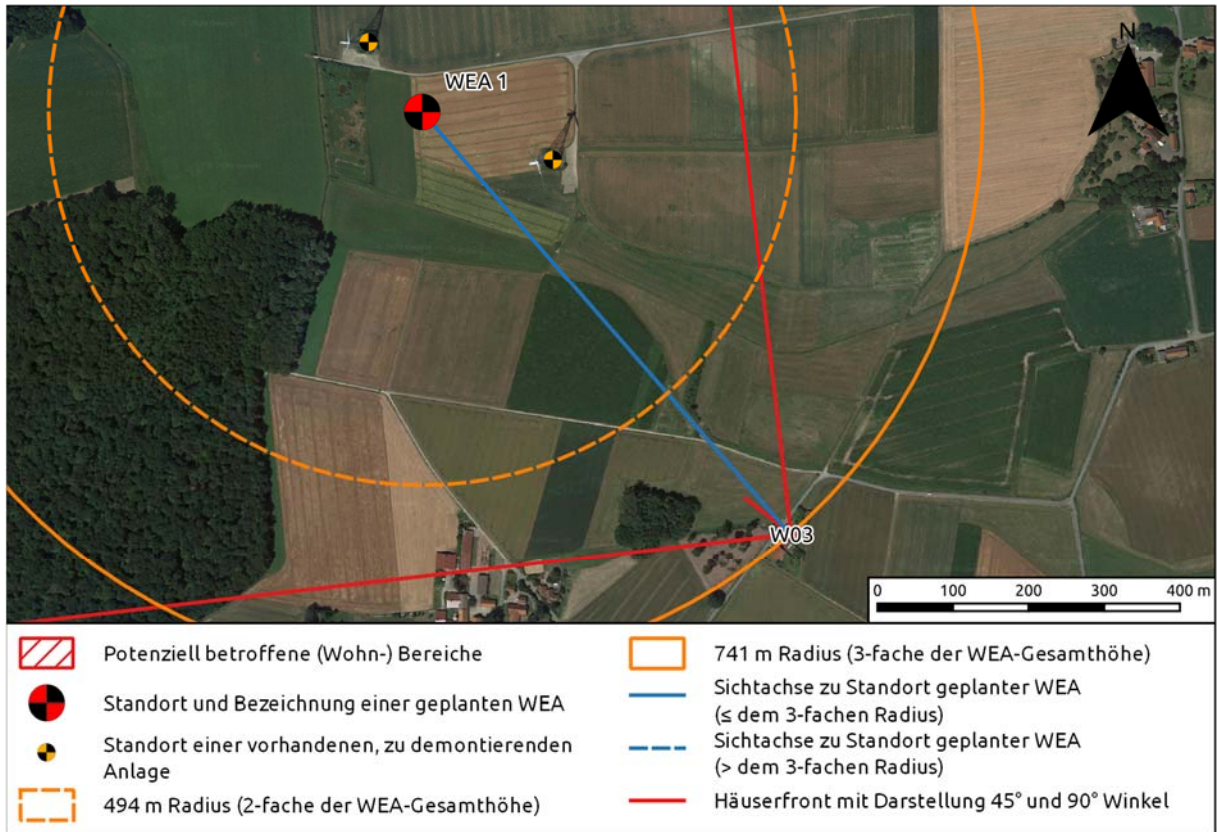 N
WEA 1
W03
0 100 200 300 400 m
Potenziell betroffene (Wohn-) Bereiche
Standort und Bezeichnung einer geplanten WEA
Standort einer vorhandenen, zu demontierenden
Anlage
494 m Radius (2-fache der WEA-Gesamthöhe)
741 m Radius (3-fache der WEA-Gesamthöhe)
Sichtachse zu Standort geplanter WEA
(≤ dem 3-fachen Radius)
Sichtachse zu Standort geplanter WEA
(> dem 3-fachen Radius)
Häuserfront mit Darstellung 45° und 90° Winkel